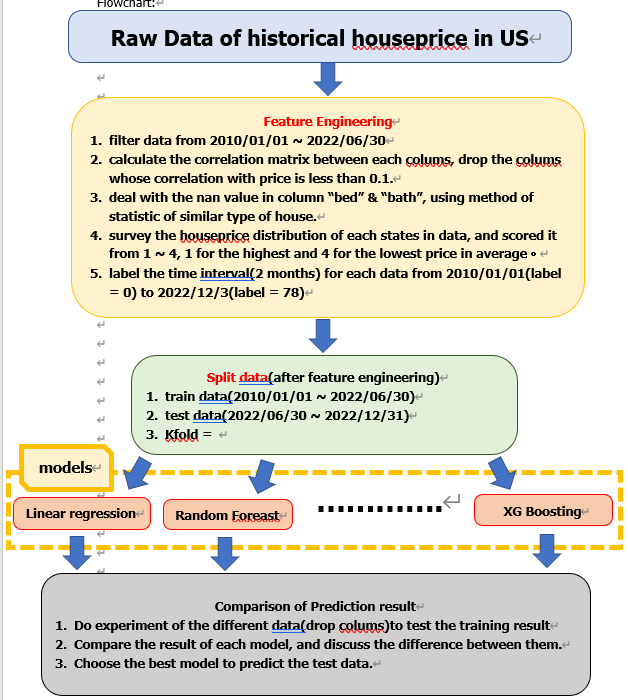 Flowchart:
Raw Data of historical houseprice in US
Feature Engineering
1. filter data from 2010/01/01 ~ 2022/06/30
2. calculate the correlation matrix between each colums, drop the colums
whose correlation with price is less than 0.1.
3. deal with the nan value in column “bed” & “bath”, using method of
statistic of similar type of house.
4. survey the houseprice distribution of each states in data, and scored it
from 1 ~ 4, 1 for the highest and 4 for the lowest price in average。
5. label the time interval(2 months) for each data from 2010/01/01(label
= 0) to 2022/12/3(label = 78)
Split data(after feature engineering)
1. train data(2010/01/01 ~ 2022/06/30)
2. test data(2022/06/30 ~ 2022/12/31)
3. Kfold =
models
Linear regression
Random Foreast
XG Boosting
Comparison of Prediction result
1. Do experiment of the different data(drop colums)to test the training result
2. Compare the result of each model, and discuss the difference between them.
3. Choose the best model to predict the test data.